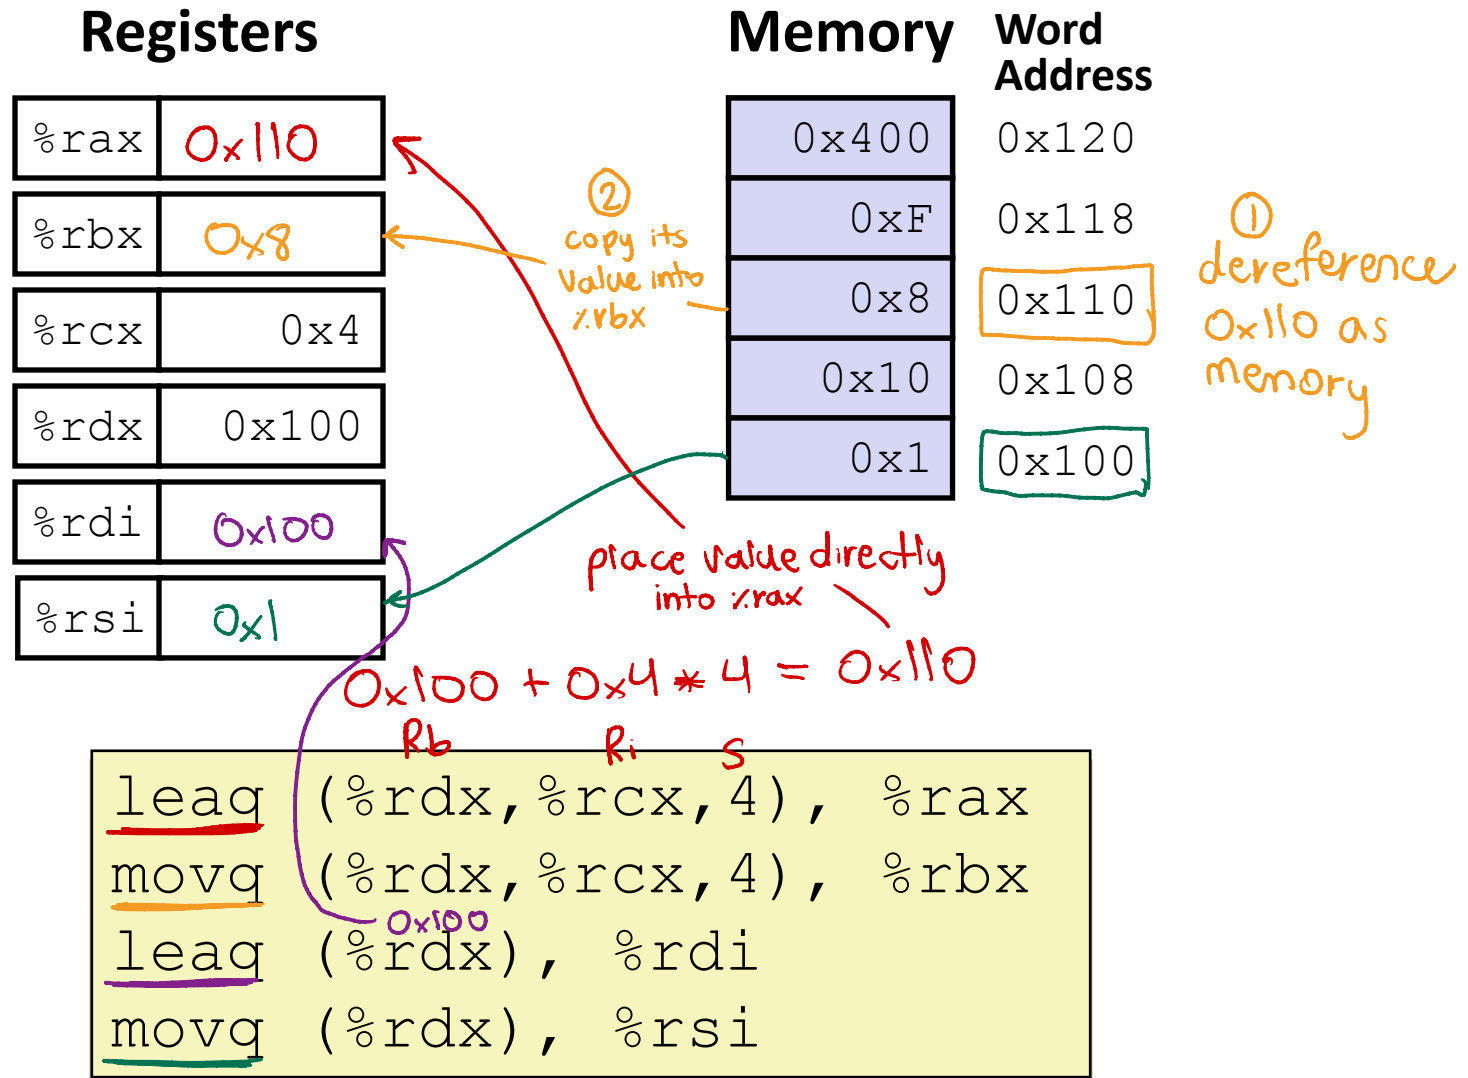 Registers
Memory
Word
Address
%rax 0x110
%rbx 0x8
%rcx 0x4
%rdx 0x100
%rdi 0x100
%rsi 0x1
0x400 0x120
0xF 0x118
0x8 0x110
0x10 0x108
0x1 0x100
②
copy its
value into
%rbx
①
dereference
0x110 as
memory
place value directly
into %rax
0x100 + 0x4 * 4 = 0x110
Rb Ri S
leaq (%rdx,%rcx,4), %rax
movq (%rdx,%rcx,4), %rbx
0x100
leaq (%rdx), %rdi
movq (%rdx), %rsi